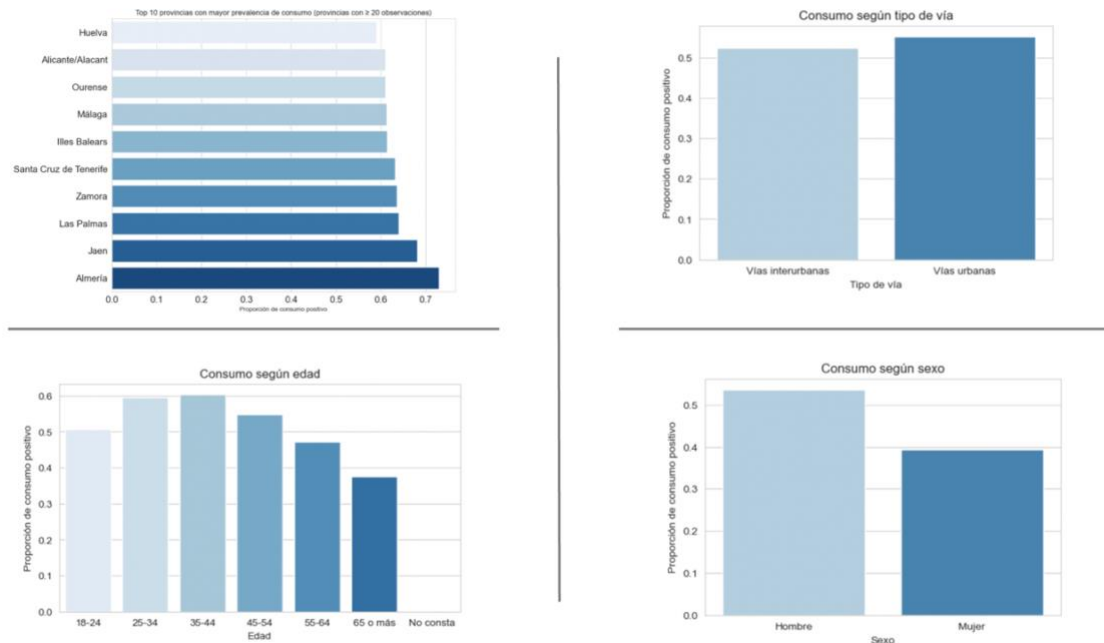 Top 10 provincias con mayor prevalencia de consumo (provincias con ≥ 20 observaciones)
Huelva
Alicante/Alacant
Ourense
Málaga
Illes Balears
Santa Cruz de Tenerife
Zamora
Las Palmas
Jaen
Almería
0.0 0.1 0.2 0.3 0.4 0.5 0.6 0.7
Proporción de consumo positivo
Consumo según tipo de vía
Proporción de consumo positivo
0.5
0.4
0.3
0.2
0.1
0.0
Vías interurbanas Vías urbanas
Tipo de vía
Consumo según edad
Proporción de consumo positivo
0.6
0.5
0.4
0.3
0.2
0.1
0.0
18-24 25-34 35-44 45-54 55-64 65 o más No consta
Edad
Consumo según sexo
Proporción de consumo positivo
0.5
0.4
0.3
0.2
0.1
0.0
Hombre Mujer
Sexo